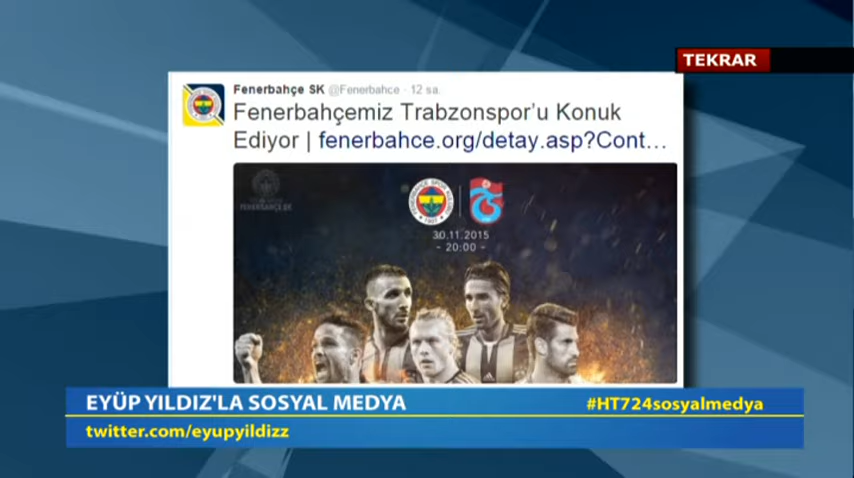 TEKRAR
Fenerbahçe SK @Fenerbahce · 12 sa.
Fenerbahçemiz Trabzonspor'u Konuk
Ediyor | fenerbahce.org/detay.asp?Cont...
FENERBAHÇE SK
30.11.2015
- 20:00 -
EYÜP YILDIZ'LA SOSYAL MEDYA
#HT724sosyalmedya
twitter.com/eyupyildizz